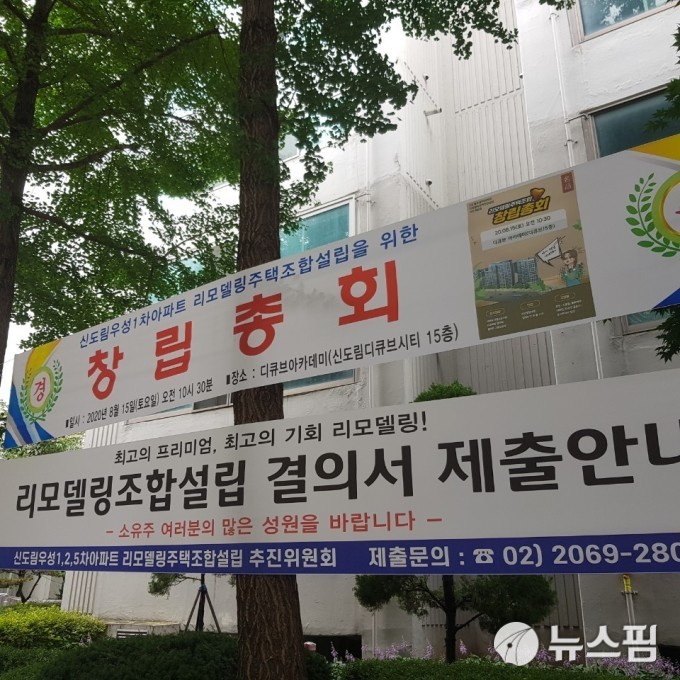 신도림우성1차아파트 리모델링주택조합설립을 위한
경
창립총회
■일시 : 2020년 8월 15일(토요일) 오전 10시 30분 ■장소 : 디큐브아카데미(신도림디큐브시티 15층)
리모델링주택조합
창립총회
최고의 프리미엄, 최고의 기회 리모델링!
리모델링조합설립 결의서 제출안내
- 소유주 여러분의 많은 성원을 바랍니다 -
신도림우성1,2,5차아파트 리모델링주택조합설립 추진위원회 제출문의 : ☎ 02) 2069-280
뉴스핌